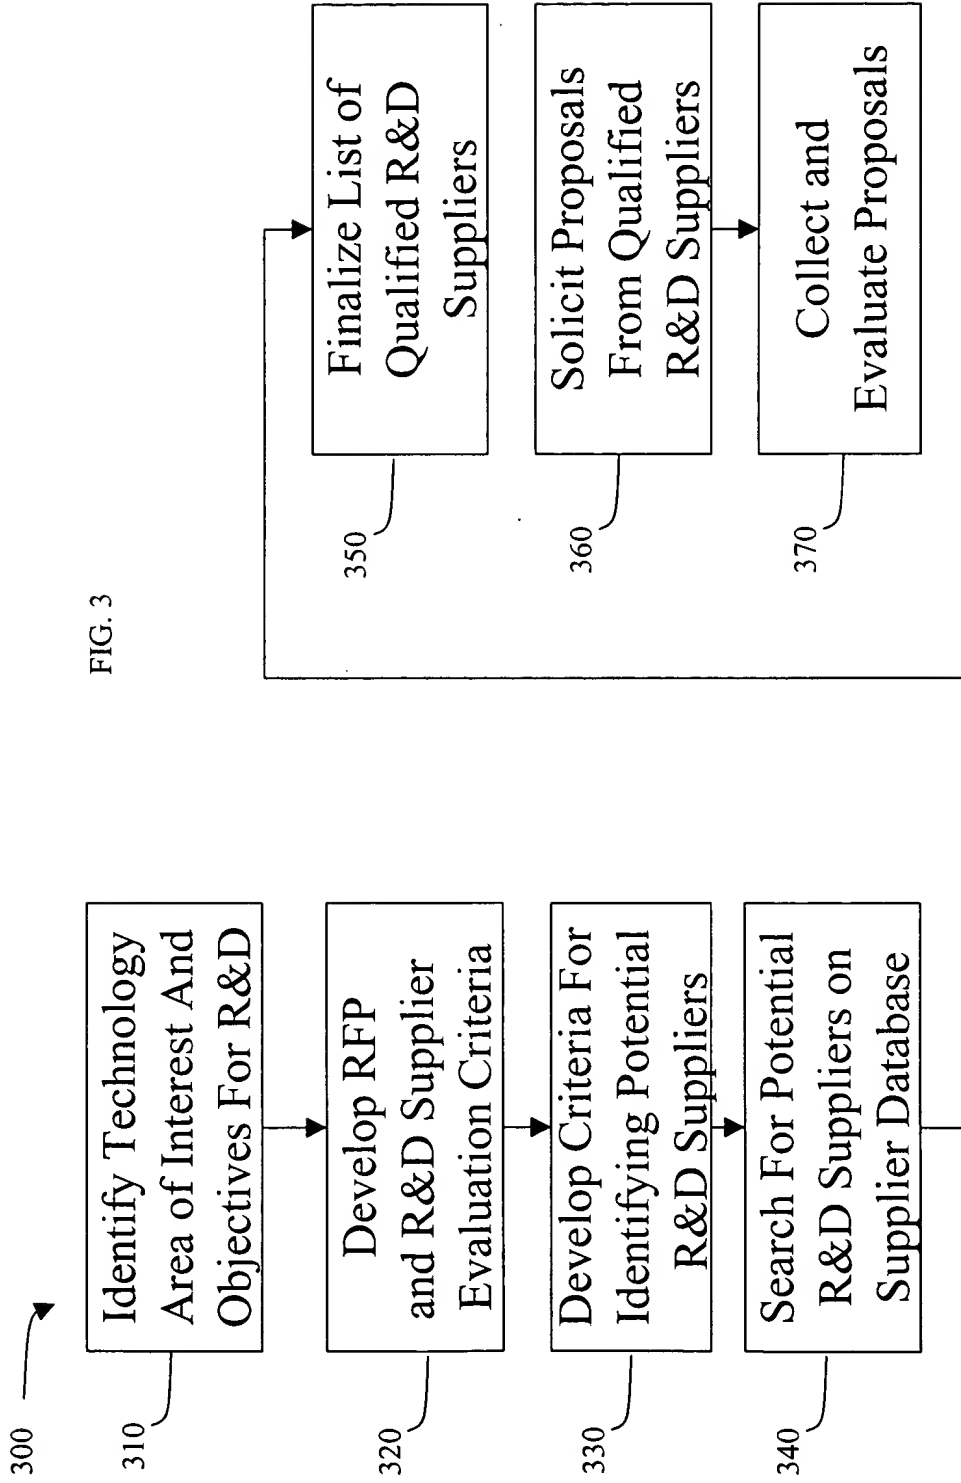 FIG. 3
300
310
Identify Technology
Area of Interest And
Objectives For R&D
320
Develop RFP
and R&D Supplier
Evaluation Criteria
330
Develop Criteria For
Identifying Potential
R&D Suppliers
340
Search For Potential
R&D Suppliers on
Supplier Database
350
Finalize List of
Qualified R&D
Suppliers
360
Solicit Proposals
From Qualified
R&D Suppliers
370
Collect and
Evaluate Proposals